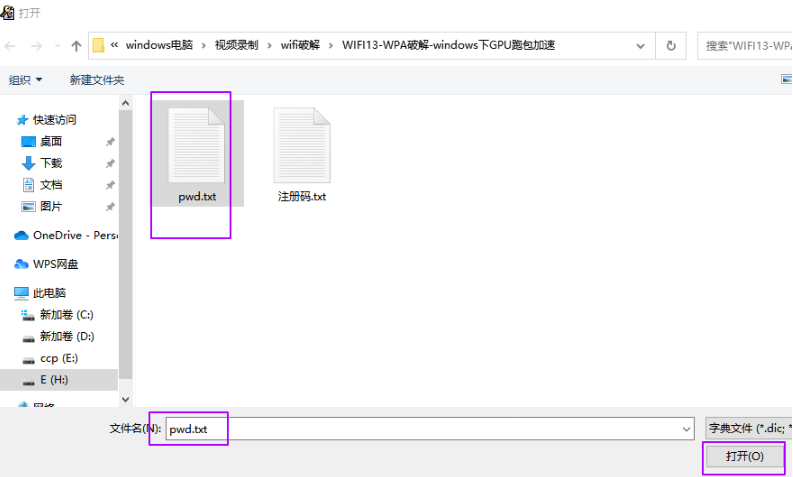 打开
« windows电脑 › 视频录制 › wifi破解 › WIFI13-WPA破解-windows下GPU跑包加速
搜索"WIFI13-WPA
组织 新建文件夹
快速访问
桌面
下载
文档
图片
OneDrive - Pers
WPS网盘
此电脑
新加卷 (C:)
新加卷 (D:)
ccp (E:)
E (H:)
网络
pwd.txt
注册码.txt
文件名(N): pwd.txt
字典文件 (*.dic; *
打开(O)